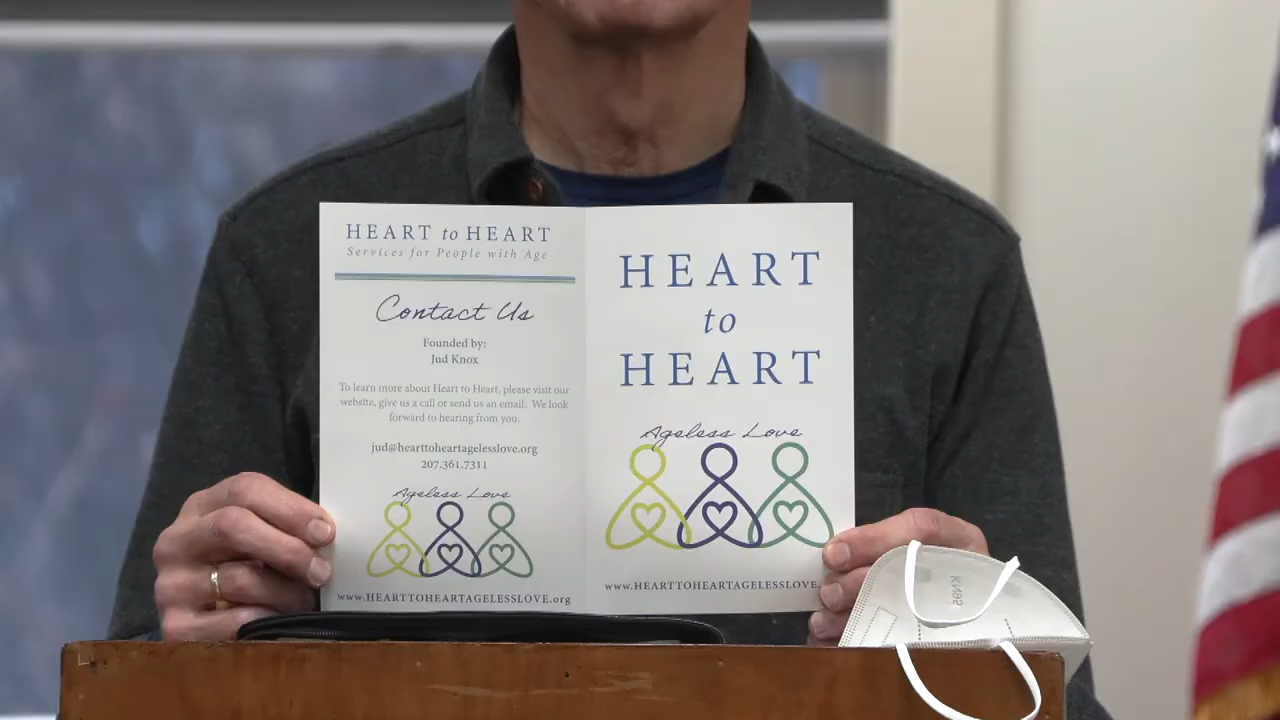 HEART to HEART
Services for People with Age
Contact Us
Founded by:
Jud Knox
To learn more about Heart to Heart, please visit our
website, give us a call or send us an email. We look
forward to hearing from you.
jud@hearttoheartagelesslove.org
207.361.7311
Ageless Love
www.HEARTTOHEARTAGELESSLOVE.org
HEART
to
HEART
Ageless Love
www.HEARTTOHEARTAGELESSLOVE.
KN95